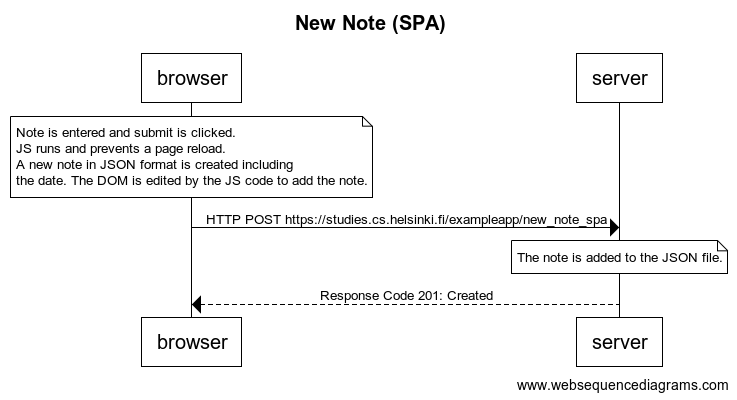 New Note (SPA)
browser
server
Note is entered and submit is clicked.
JS runs and prevents a page reload.
A new note in JSON format is created including
the date. The DOM is edited by the JS code to add the note.
HTTP POST https://studies.cs.helsinki.fi/exampleapp/new_note_spa
The note is added to the JSON file.
Response Code 201: Created
browser
server
www.websequencediagrams.com